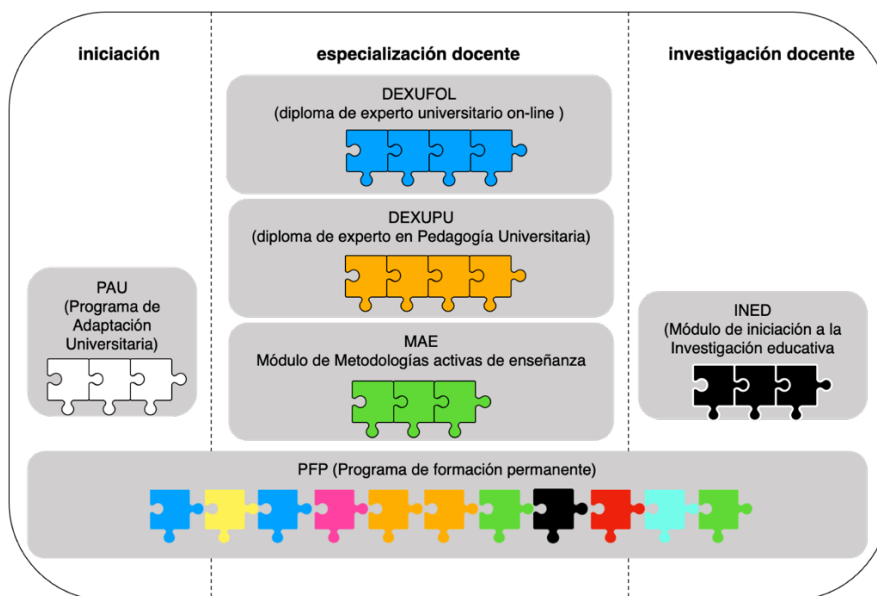 iniciación
especialización docente
investigación docente
DEXUFOL
(diploma de experto universitario on-line )
DEXUPU
(diploma de experto en Pedagogía Universitaria)
PAU
(Programa de
Adaptación
Universitaria)
MAE
Módulo de Metodologías activas de enseñanza
INED
(Módulo de iniciación a la
Investigación educativa
PFP (Programa de formación permanente)